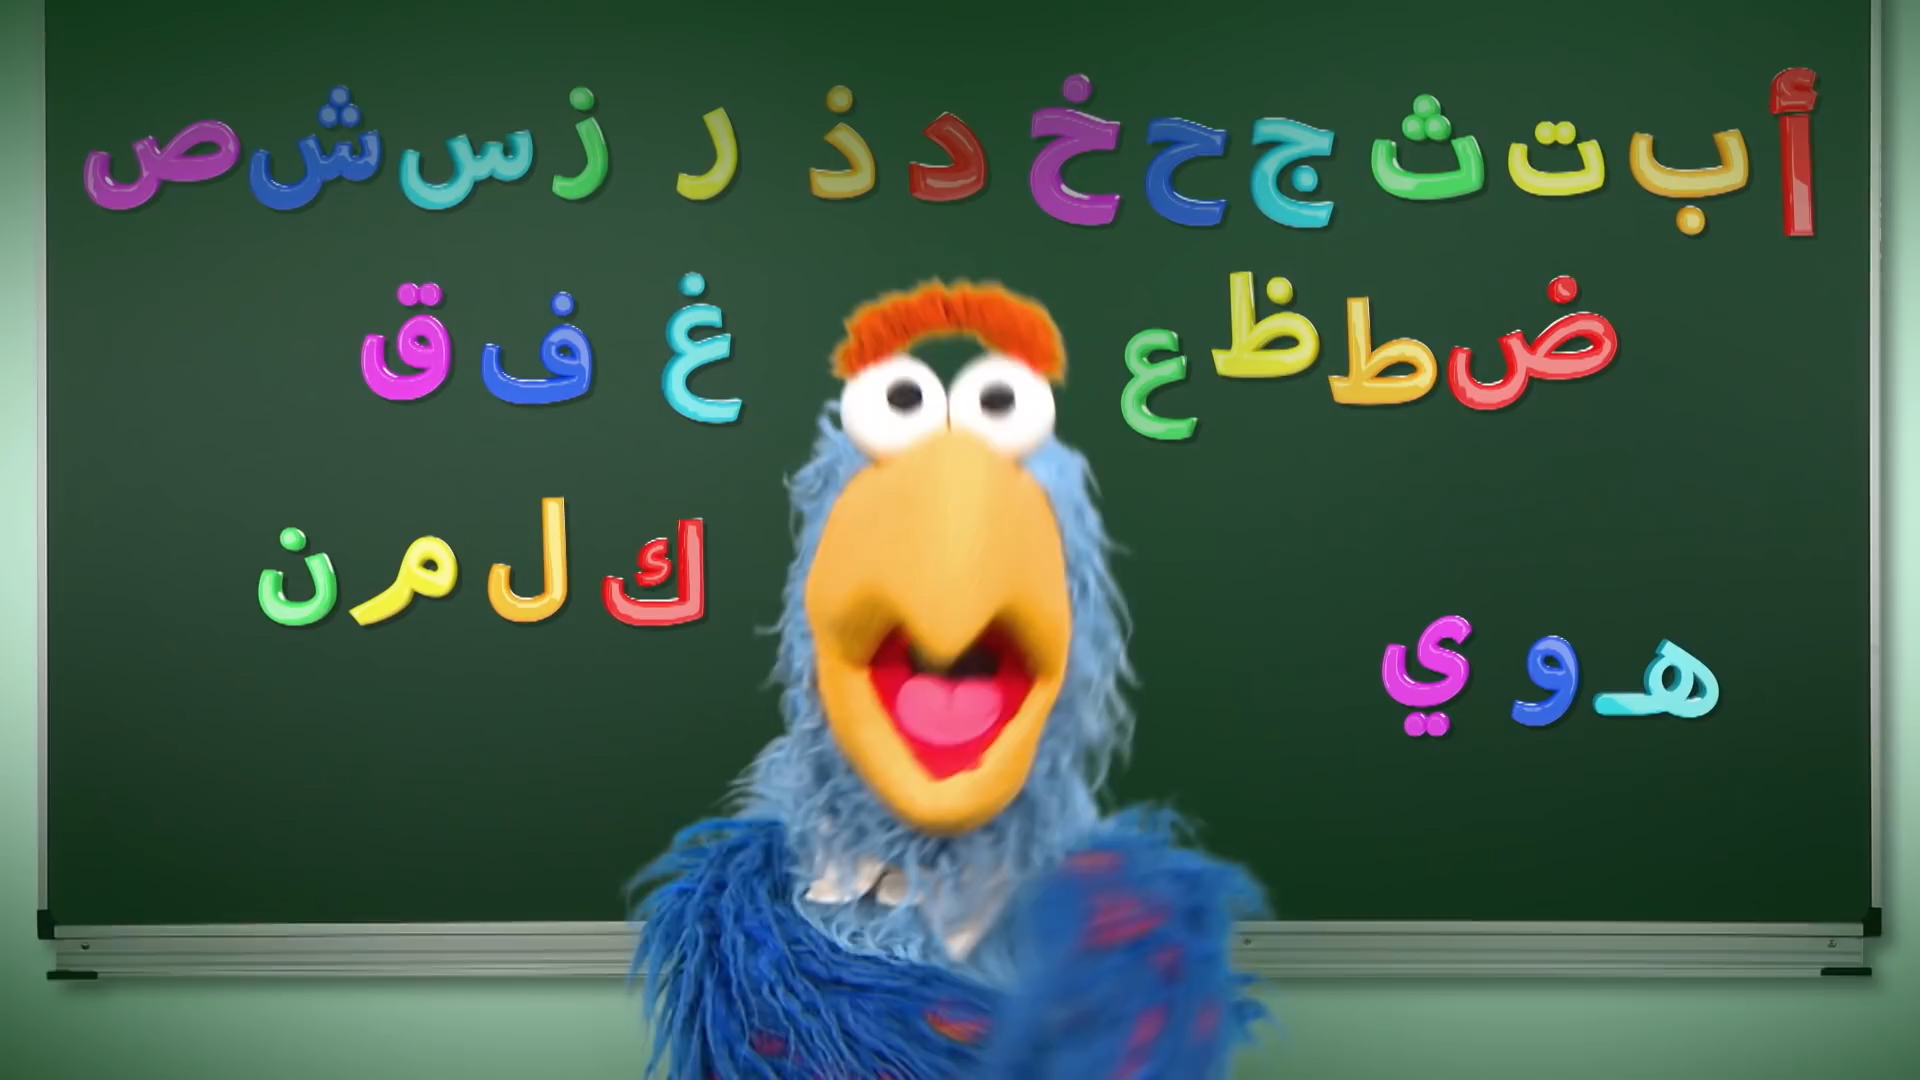 أ ب ت ث ج ح خ د ذ ر ز س ش ص
ض ط ظ ع غ ف ق
ك ل م ن
هـ و ي